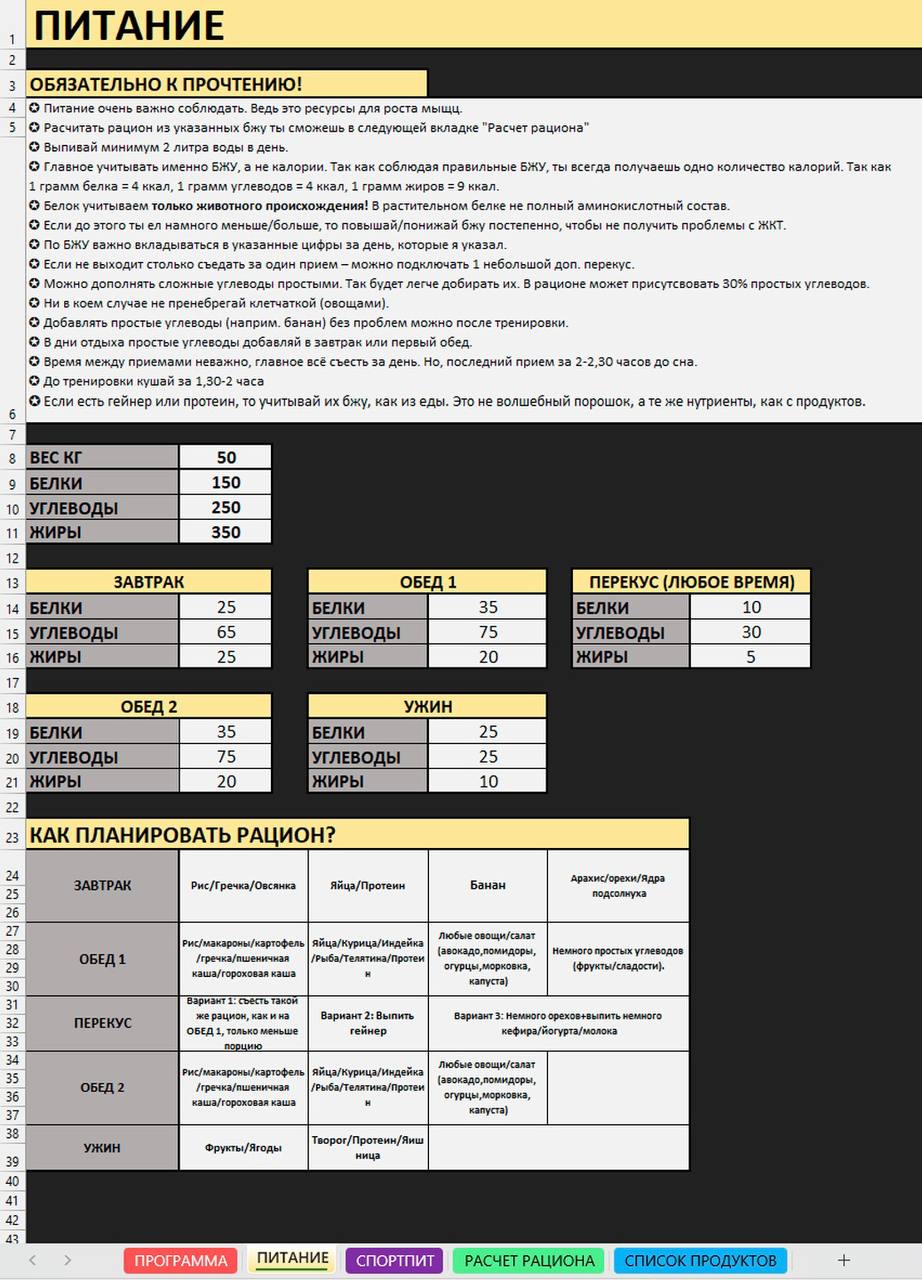 1 ПИТАНИЕ
2
3 ОБЯЗАТЕЛЬНО К ПРОЧТЕНИЮ!
4 ✪ Питание очень важно соблюдать. Ведь это ресурсы для роста мыщц.
5 ✪ Расчитать рацион из указанных бжу ты сможешь в следующей вкладке "Расчет рациона"
✪ Выпивай минимум 2 литра воды в день.
✪ Главное учитывать именно БЖУ, а не калории. Так как соблюдая правильные БЖУ, ты всегда получаешь одно количество калорий. Так как
1 грамм белка = 4 ккал, 1 грамм углеводов = 4 ккал, 1 грамм жиров = 9 ккал.
✪ Белок учитываем только животного происхождения! В растительном белке не полный аминокислотный состав.
✪ Если до этого ты ел намного меньше/больше, то повышай/понижай бжу постепенно, чтобы не получить проблемы с ЖКТ.
✪ По БЖУ важно вкладываться в указанные цифры за день, которые я указал.
✪ Если не выходит столько съедать за один прием – можно подключать 1 небольшой доп. перекус.
✪ Можно дополнять сложные углеводы простыми. Так будет легче добирать их. В рационе может присутсвовать 30% простых углеводов.
✪ Ни в коем случае не пренебрегай клетчаткой (овощами).
✪ Добавлять простые углеводы (наприм. банан) без проблем можно после тренировки.
✪ В дни отдыха простые углеводы добавляй в завтрак или первый обед.
✪ Время между приемами неважно, главное всё съесть за день. Но, последний прием за 2-2,30 часов до сна.
✪ До тренировки кушай за 1,30-2 часа
6 ✪ Если есть гейнер или протеин, то учитывай их бжу, как из еды. Это не волшебный порошок, а те же нутриенты, как с продуктов.
7
8 ВЕС КГ 50
9 БЕЛКИ 150
10 УГЛЕВОДЫ 250
11 ЖИРЫ 350
12
13 ЗАВТРАК ОБЕД 1 ПЕРЕКУС (ЛЮБОЕ ВРЕМЯ)
14 БЕЛКИ 25 БЕЛКИ 35 БЕЛКИ 10
15 УГЛЕВОДЫ 65 УГЛЕВОДЫ 75 УГЛЕВОДЫ 30
16 ЖИРЫ 25 ЖИРЫ 20 ЖИРЫ 5
17
18 ОБЕД 2 УЖИН
19 БЕЛКИ 35 БЕЛКИ 25
20 УГЛЕВОДЫ 75 УГЛЕВОДЫ 25
21 ЖИРЫ 20 ЖИРЫ 10
22
23 КАК ПЛАНИРОВАТЬ РАЦИОН?
24
25
26
ЗАВТРАК
Рис/Гречка/Овсянка
Яйца/Протеин
Банан
Арахис/орехи/Ядра
подсолнуха
27
28
29
30
ОБЕД 1
Рис/макароны/картофель
/гречка/пшеничная
каша/гороховая каша
Яйца/Курица/Индейка
/Рыба/Телятина/Протеи
н
Любые овощи/салат
(авокадо,помидоры,
огурцы,морковка,
капуста)
Немного простых углеводов
(фрукты/сладости).
31
32
33
ПЕРЕКУС
Вариант 1: съесть такой
же рацион, как и на
ОБЕД 1, только меньше
порцию
Вариант 2: Выпить
гейнер
Вариант 3: Немного орехов+выпить немного
кефира/йогурта/молока
34
35
36
37
ОБЕД 2
Рис/макароны/картофель
/гречка/пшеничная
каша/гороховая каша
Яйца/Курица/Индейка
/Рыба/Телятина/Протеи
н
Любые овощи/салат
(авокадо,помидоры,
огурцы,морковка,
капуста)
38
39
УЖИН
Фрукты/Ягоды
Творог/Протеин/Яиш
ница
40
41
42
43
ПРОГРАММА ПИТАНИЕ СПОРТПИТ РАСЧЕТ РАЦИОНА СПИСОК ПРОДУКТОВ +